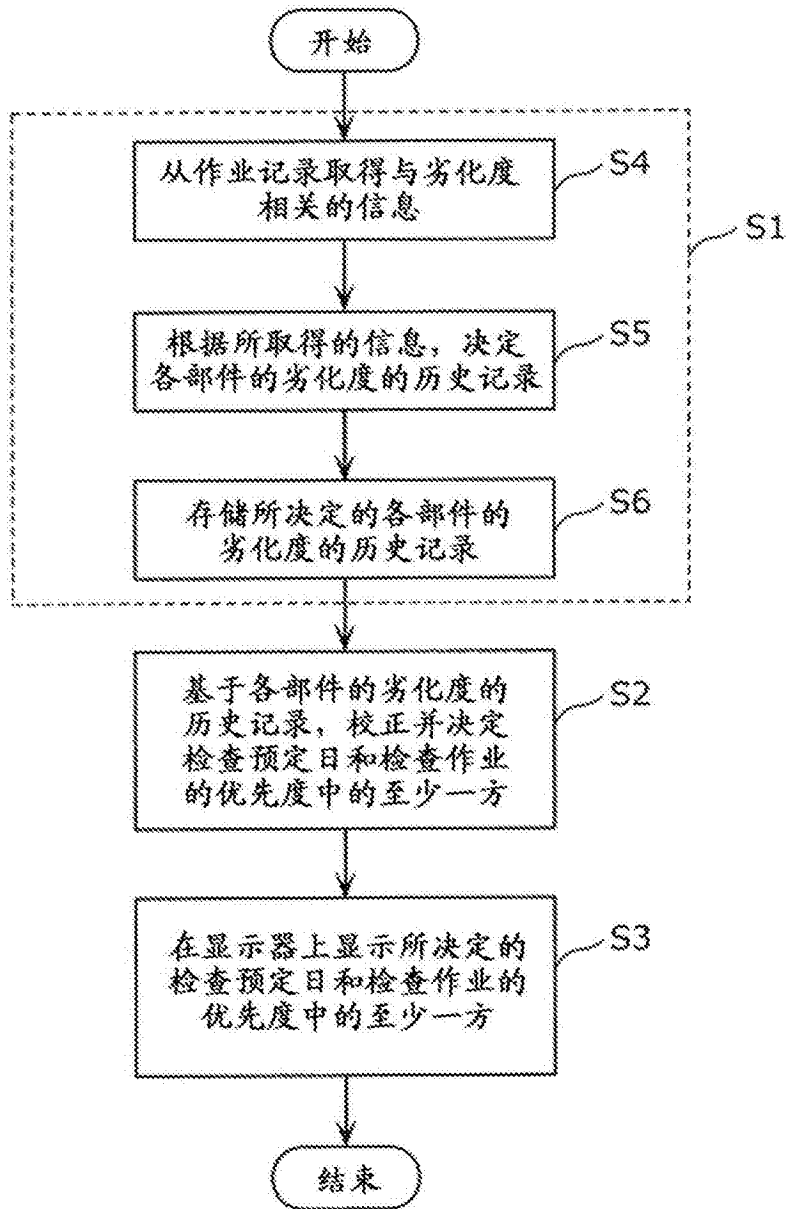 开始
从作业记录取得与劣化度
相关的信息
S4
S1
根据所取得的信息，决定
各部件的劣化度的历史记录
S5
存储所决定的各部件的
劣化度的历史记录
S6
基于各部件的劣化度的
历史记录，校正并决定
检查预定日和检查作业
的优先度中的至少一方
S2
在显示器上显示所决定的
检查预定日和检查作业的
优先度中的至少一方
S3
结束